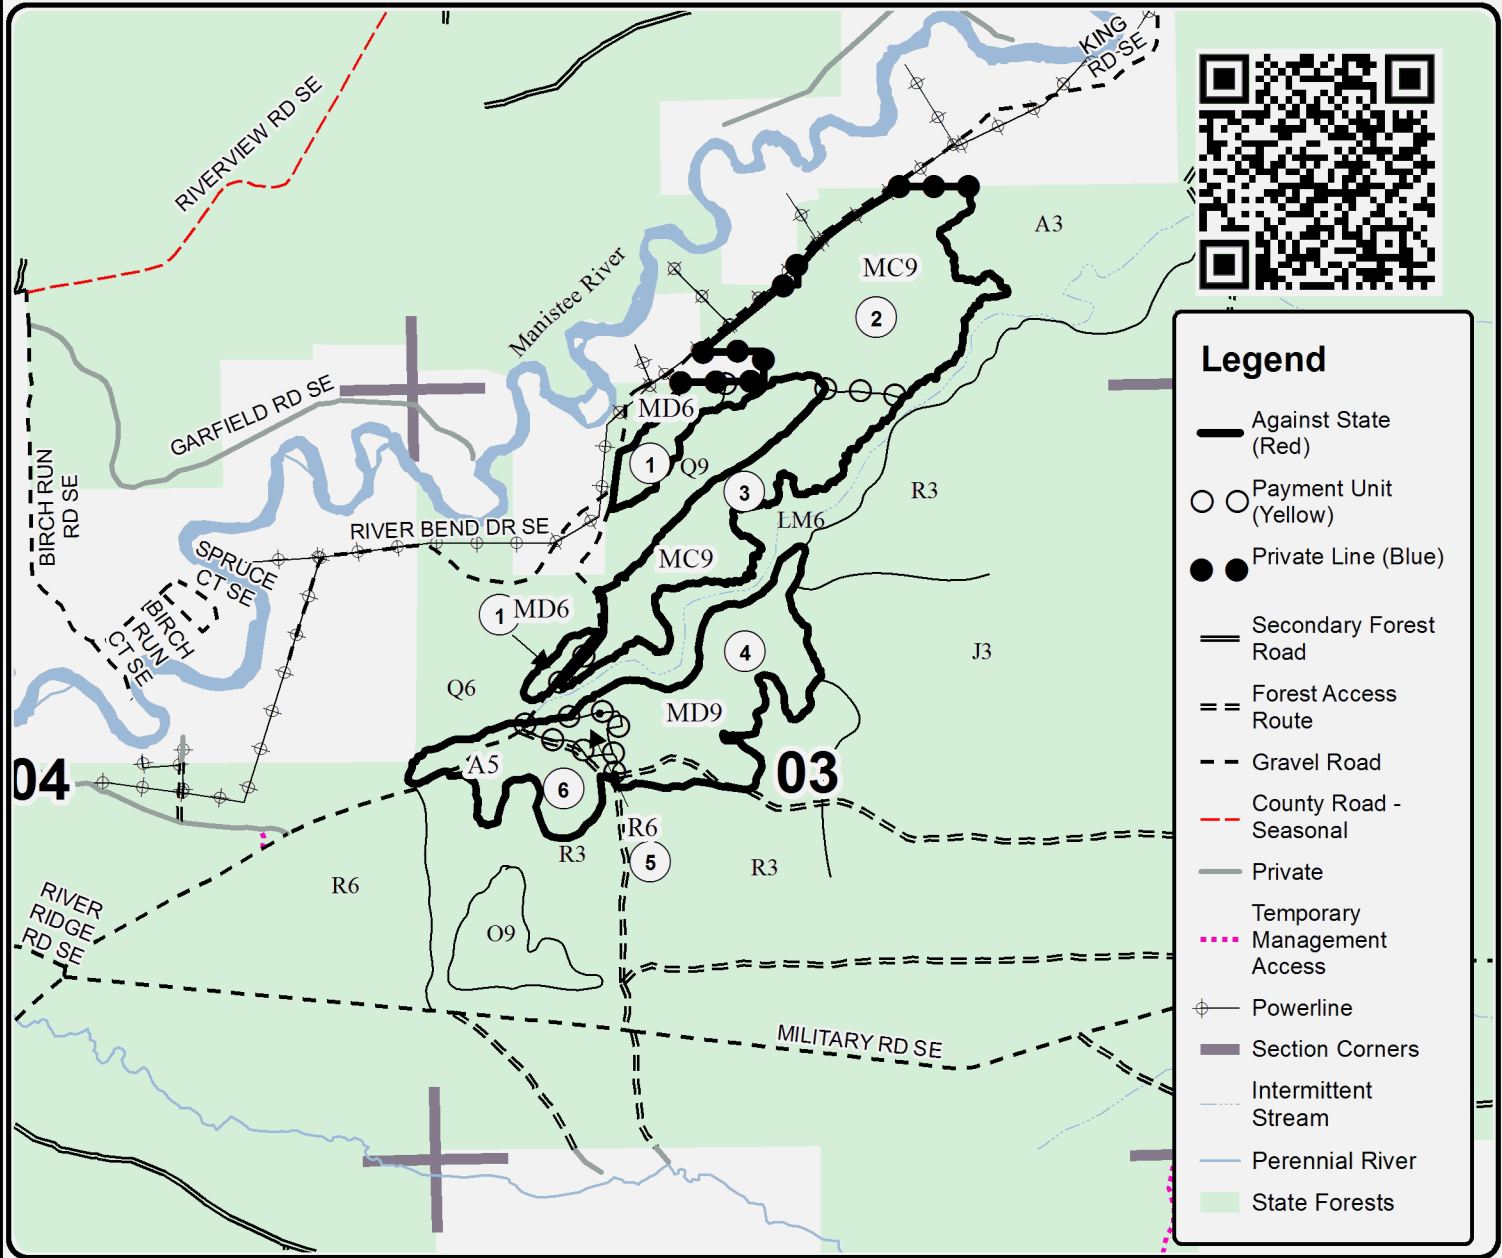 KING
RD SE
RIVERVIEW RD SE
A3
MC9
2
Manistee River
GARFIELD RD SE
MD6
1
Q9
3
R3
LM6
BIRCH RUN
RD SE
RIVER BEND DR SE
SPRUCE
CT SE
MC9
BIRCH
RUN
CT SE
1
MD6
4
J3
Q6
MD9
04
A5
03
6
R6
R3
5
R3
R6
RIVER
RIDGE
RD SE
O9
MILITARY RD SE
Legend
Against State
(Red)
Payment Unit
(Yellow)
Private Line (Blue)
Secondary Forest
Road
Forest Access
Route
Gravel Road
County Road -
Seasonal
Private
Temporary
Management
Access
Powerline
Section Corners
Intermittent
Stream
Perennial River
State Forests